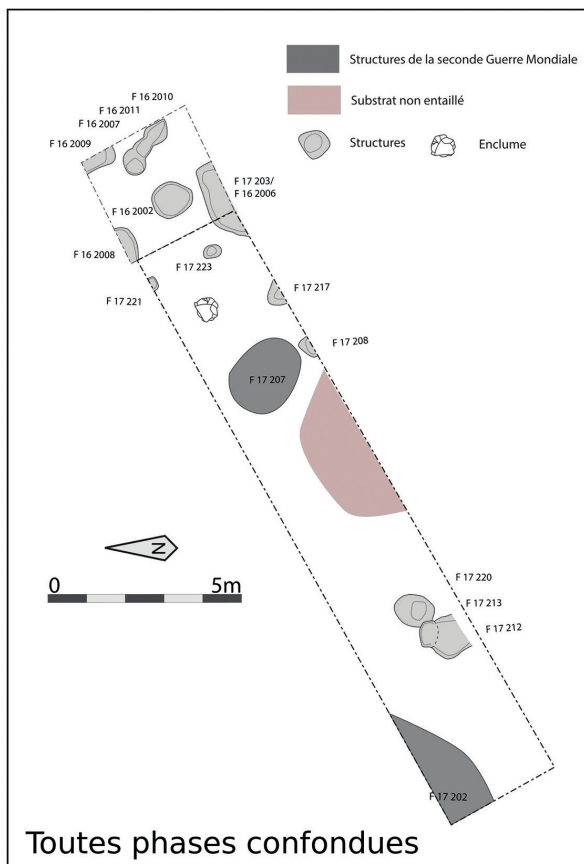 Structures de la seconde Guerre Mondiale
Substrat non entaillé
Structures
Enclume
F 16 2010
F 16 2011
F 16 2007
F 16 2009
F 17 203/
F 16 2006
F 16 2002
F 16 2008
F 17 223
F 17 221
F 17 217
F 17 208
F 17 207
N
0 5m
F 17 220
F 17 213
F 17 212
F 17 202
Toutes phases confondues